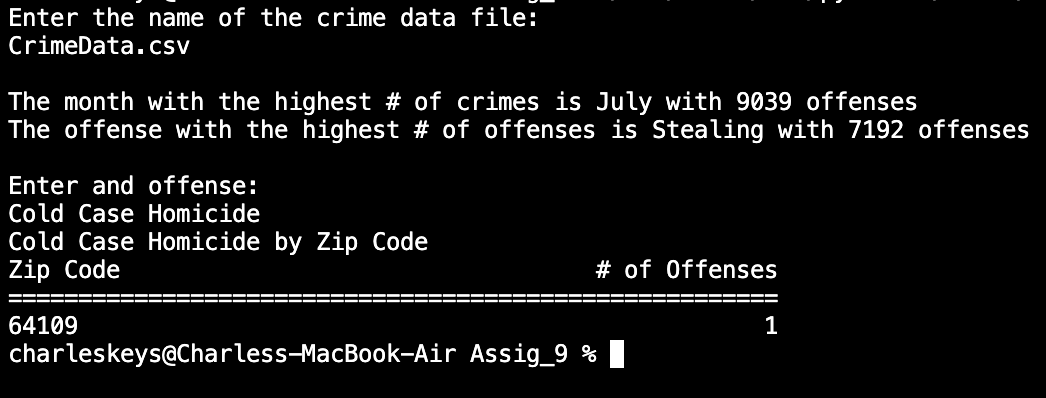 Enter the name of the crime data file:
CrimeData.csv
The month with the highest # of crimes is July with 9039 offenses
The offense with the highest # of offenses is Stealing with 7192 offenses
Enter and offense:
Cold Case Homicide
Cold Case Homicide by Zip Code
Zip Code # of Offenses
=======================================================
64109 1
charleskeys@Charless-MacBook-Air Assig_9 %